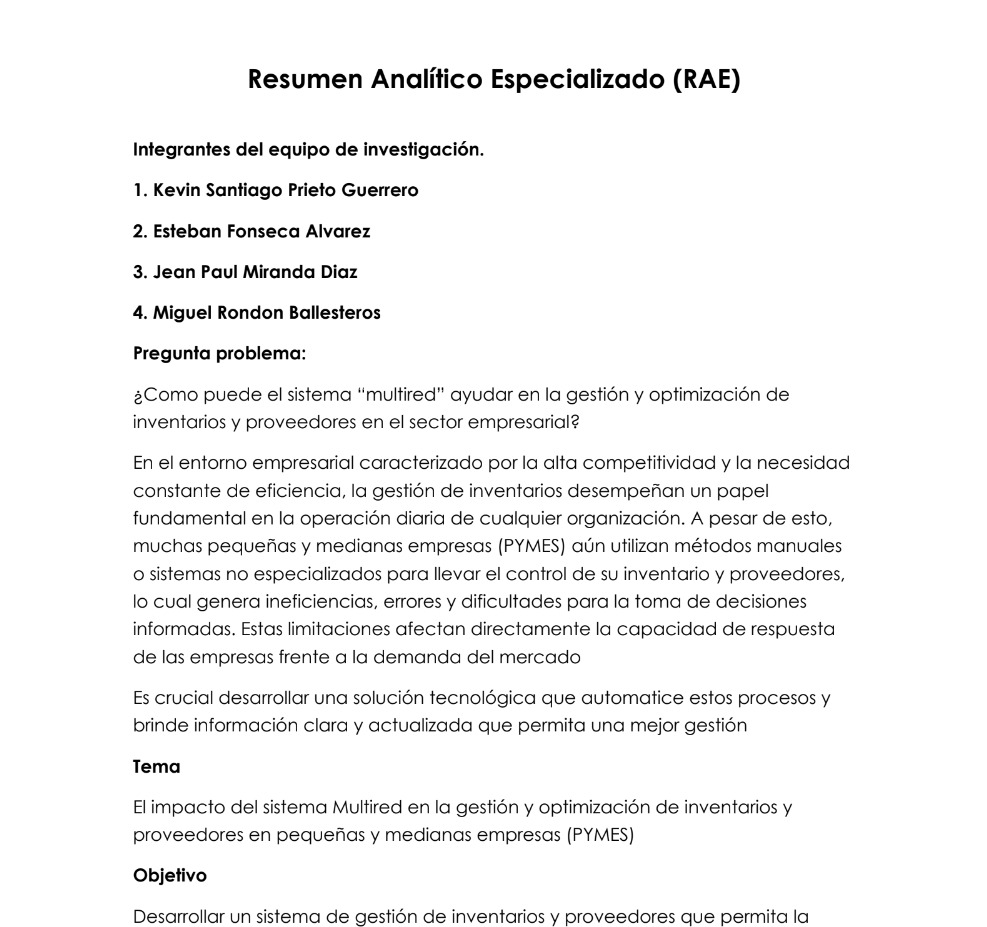 Resumen Analítico Especializado (RAE)
Integrantes del equipo de investigación.
1. Kevin Santiago Prieto Guerrero
2. Esteban Fonseca Alvarez
3. Jean Paul Miranda Diaz
4. Miguel Rondon Ballesteros
Pregunta problema:
¿Como puede el sistema “multired” ayudar en la gestión y optimización de
inventarios y proveedores en el sector empresarial?
En el entorno empresarial caracterizado por la alta competitividad y la necesidad
constante de eficiencia, la gestión de inventarios desempeñan un papel
fundamental en la operación diaria de cualquier organización. A pesar de esto,
muchas pequeñas y medianas empresas (PYMES) aún utilizan métodos manuales
o sistemas no especializados para llevar el control de su inventario y proveedores,
lo cual genera ineficiencias, errores y dificultades para la toma de decisiones
informadas. Estas limitaciones afectan directamente la capacidad de respuesta
de las empresas frente a la demanda del mercado
Es crucial desarrollar una solución tecnológica que automatice estos procesos y
brinde información clara y actualizada que permita una mejor gestión
Tema
El impacto del sistema Multired en la gestión y optimización de inventarios y
proveedores en pequeñas y medianas empresas (PYMES)
Objetivo
Desarrollar un sistema de gestión de inventarios y proveedores que permita la